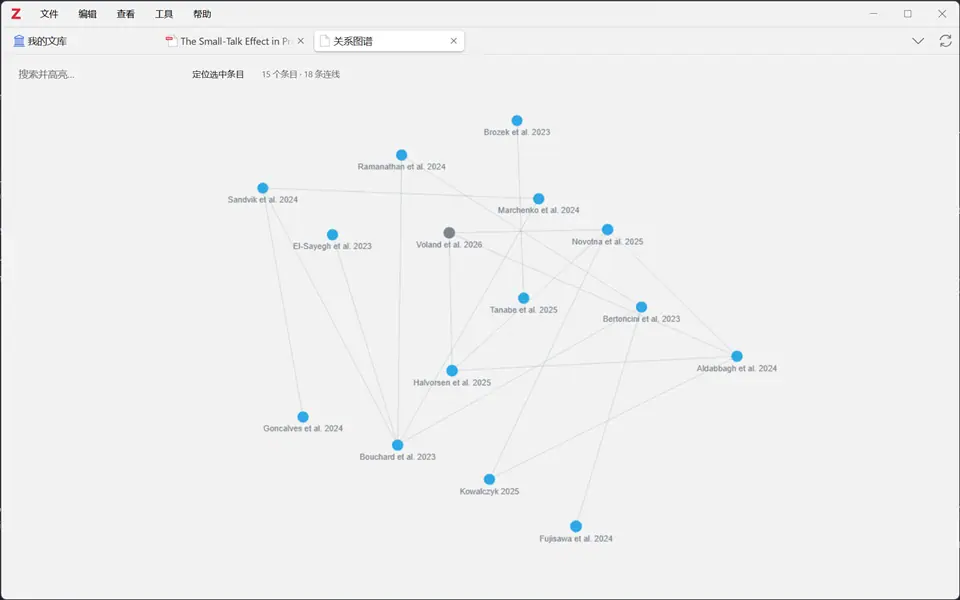 Z 文件 编辑 查看 工具 帮助
我的文库 The Small-Talk Effect in Pr 关系图谱
搜索并高亮... 定位选中条目 15 个条目 · 18 条连线
Brozek et al. 2023
Ramanathan et al. 2024
Sandvik et al. 2024
Marchenko et al. 2024
El-Sayegh et al. 2023
Voland et al. 2026
Novotna et al. 2025
Tanabe et al. 2025
Bertoncini et al. 2023
Aldabbagh et al. 2024
Halvorsen et al. 2025
Goncalves et al. 2024
Bouchard et al. 2023
Kowalczyk 2025
Fujisawa et al. 2024